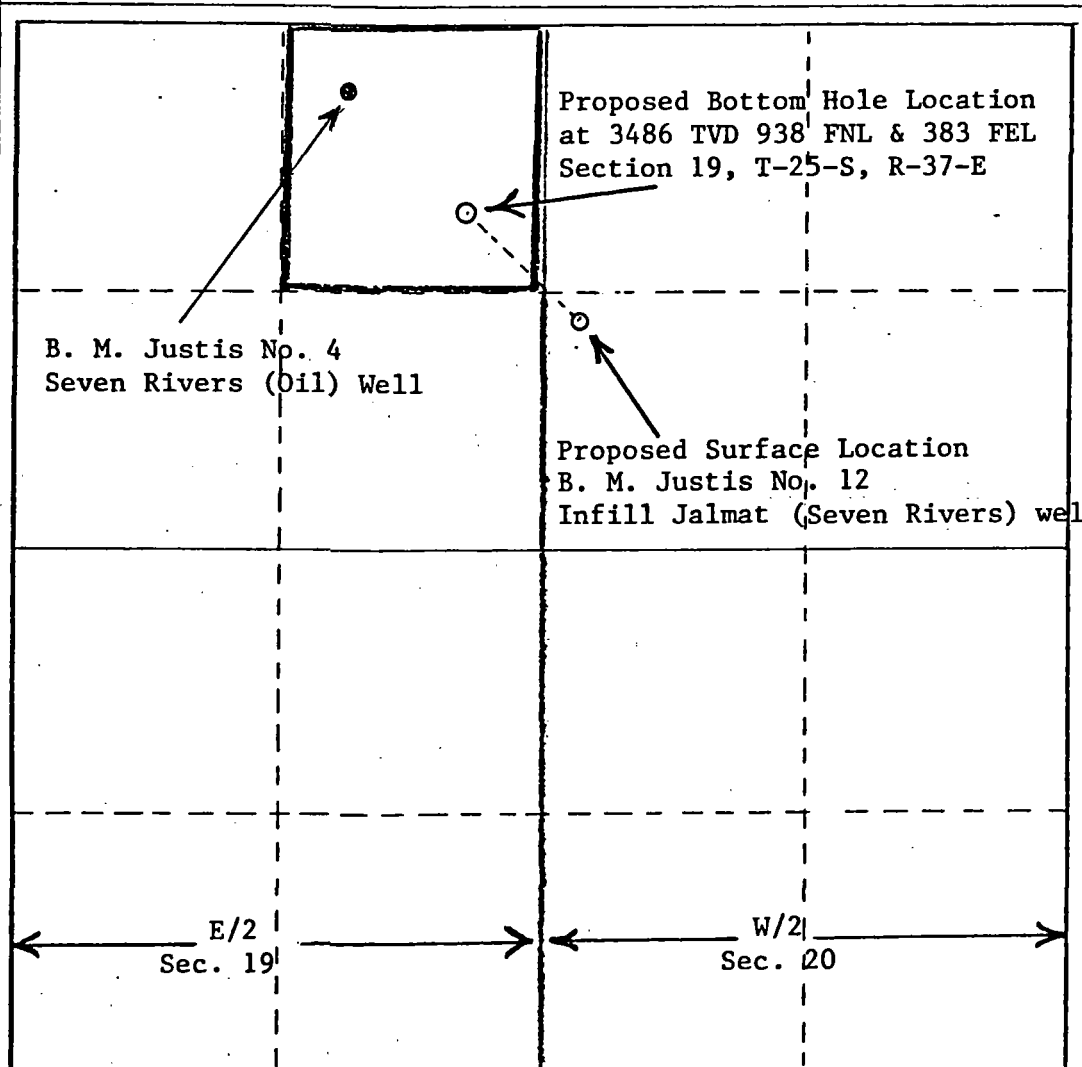 Proposed Bottom Hole Location
at 3486 TVD 938 FNL & 383 FEL
Section 19, T-25-S, R-37-E
B. M. Justis No. 4
Seven Rivers (Oil) Well
Proposed Surface Location
B. M. Justis No. 12
Infill Jalmat (Seven Rivers) wel
E/2
Sec. 19
W/2
Sec. 20